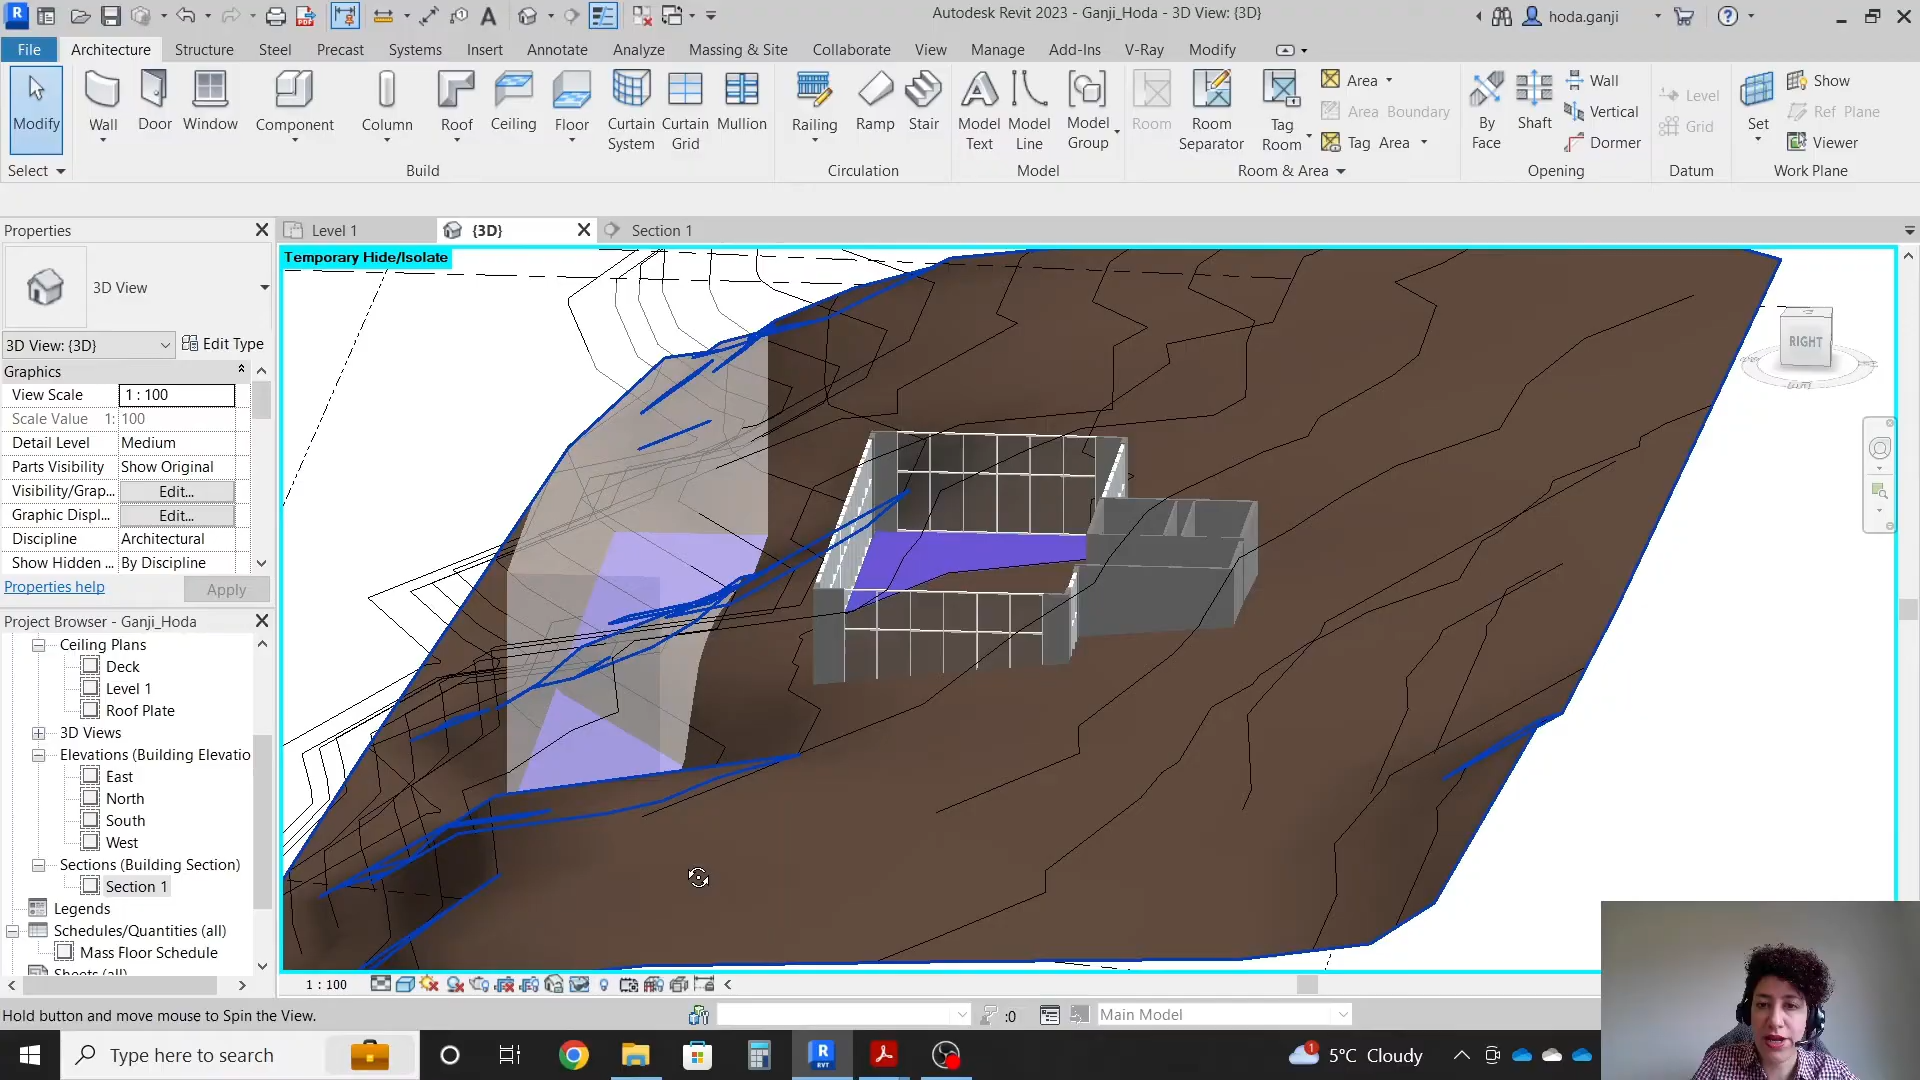 Autodesk Revit 2023 - Ganji_Hoda - 3D View: {3D}
hoda.ganji
File Architecture Structure Steel Precast Systems Insert Annotate Analyze Massing & Site Collaborate View Manage Add-Ins V-Ray Modify
Modify
Wall
Door
Window
Component
Column
Roof
Ceiling
Floor
Curtain System
Curtain Grid
Mullion
Railing
Ramp
Stair
Model Text
Model Line
Model Group
Room
Room Separator
Tag Room
Area
Area Boundary
Tag Area
By Face
Shaft
Wall
Vertical
Dormer
Level
Grid
Set
Show
Ref Plane
Viewer
Select Build Circulation Model Room & Area Opening Datum Work Plane
Properties
Level 1
{3D}
Section 1
Temporary Hide/Isolate
3D View
3D View: {3D} Edit Type
Graphics
View Scale 1 : 100
Scale Value 1: 100
Detail Level Medium
Parts Visibility Show Original
Visibility/Grap... Edit...
Graphic Displ... Edit...
Discipline Architectural
Show Hidden ... By Discipline
Properties help Apply
RIGHT
Project Browser - Ganji_Hoda
Ceiling Plans
Deck
Level 1
Roof Plate
3D Views
Elevations (Building Elevatio
East
North
South
West
Sections (Building Section)
Section 1
Legends
Schedules/Quantities (all)
Mass Floor Schedule
Sheets (all)
1 : 100
Hold button and move mouse to Spin the View.
:0
Main Model
Type here to search
5°C Cloudy